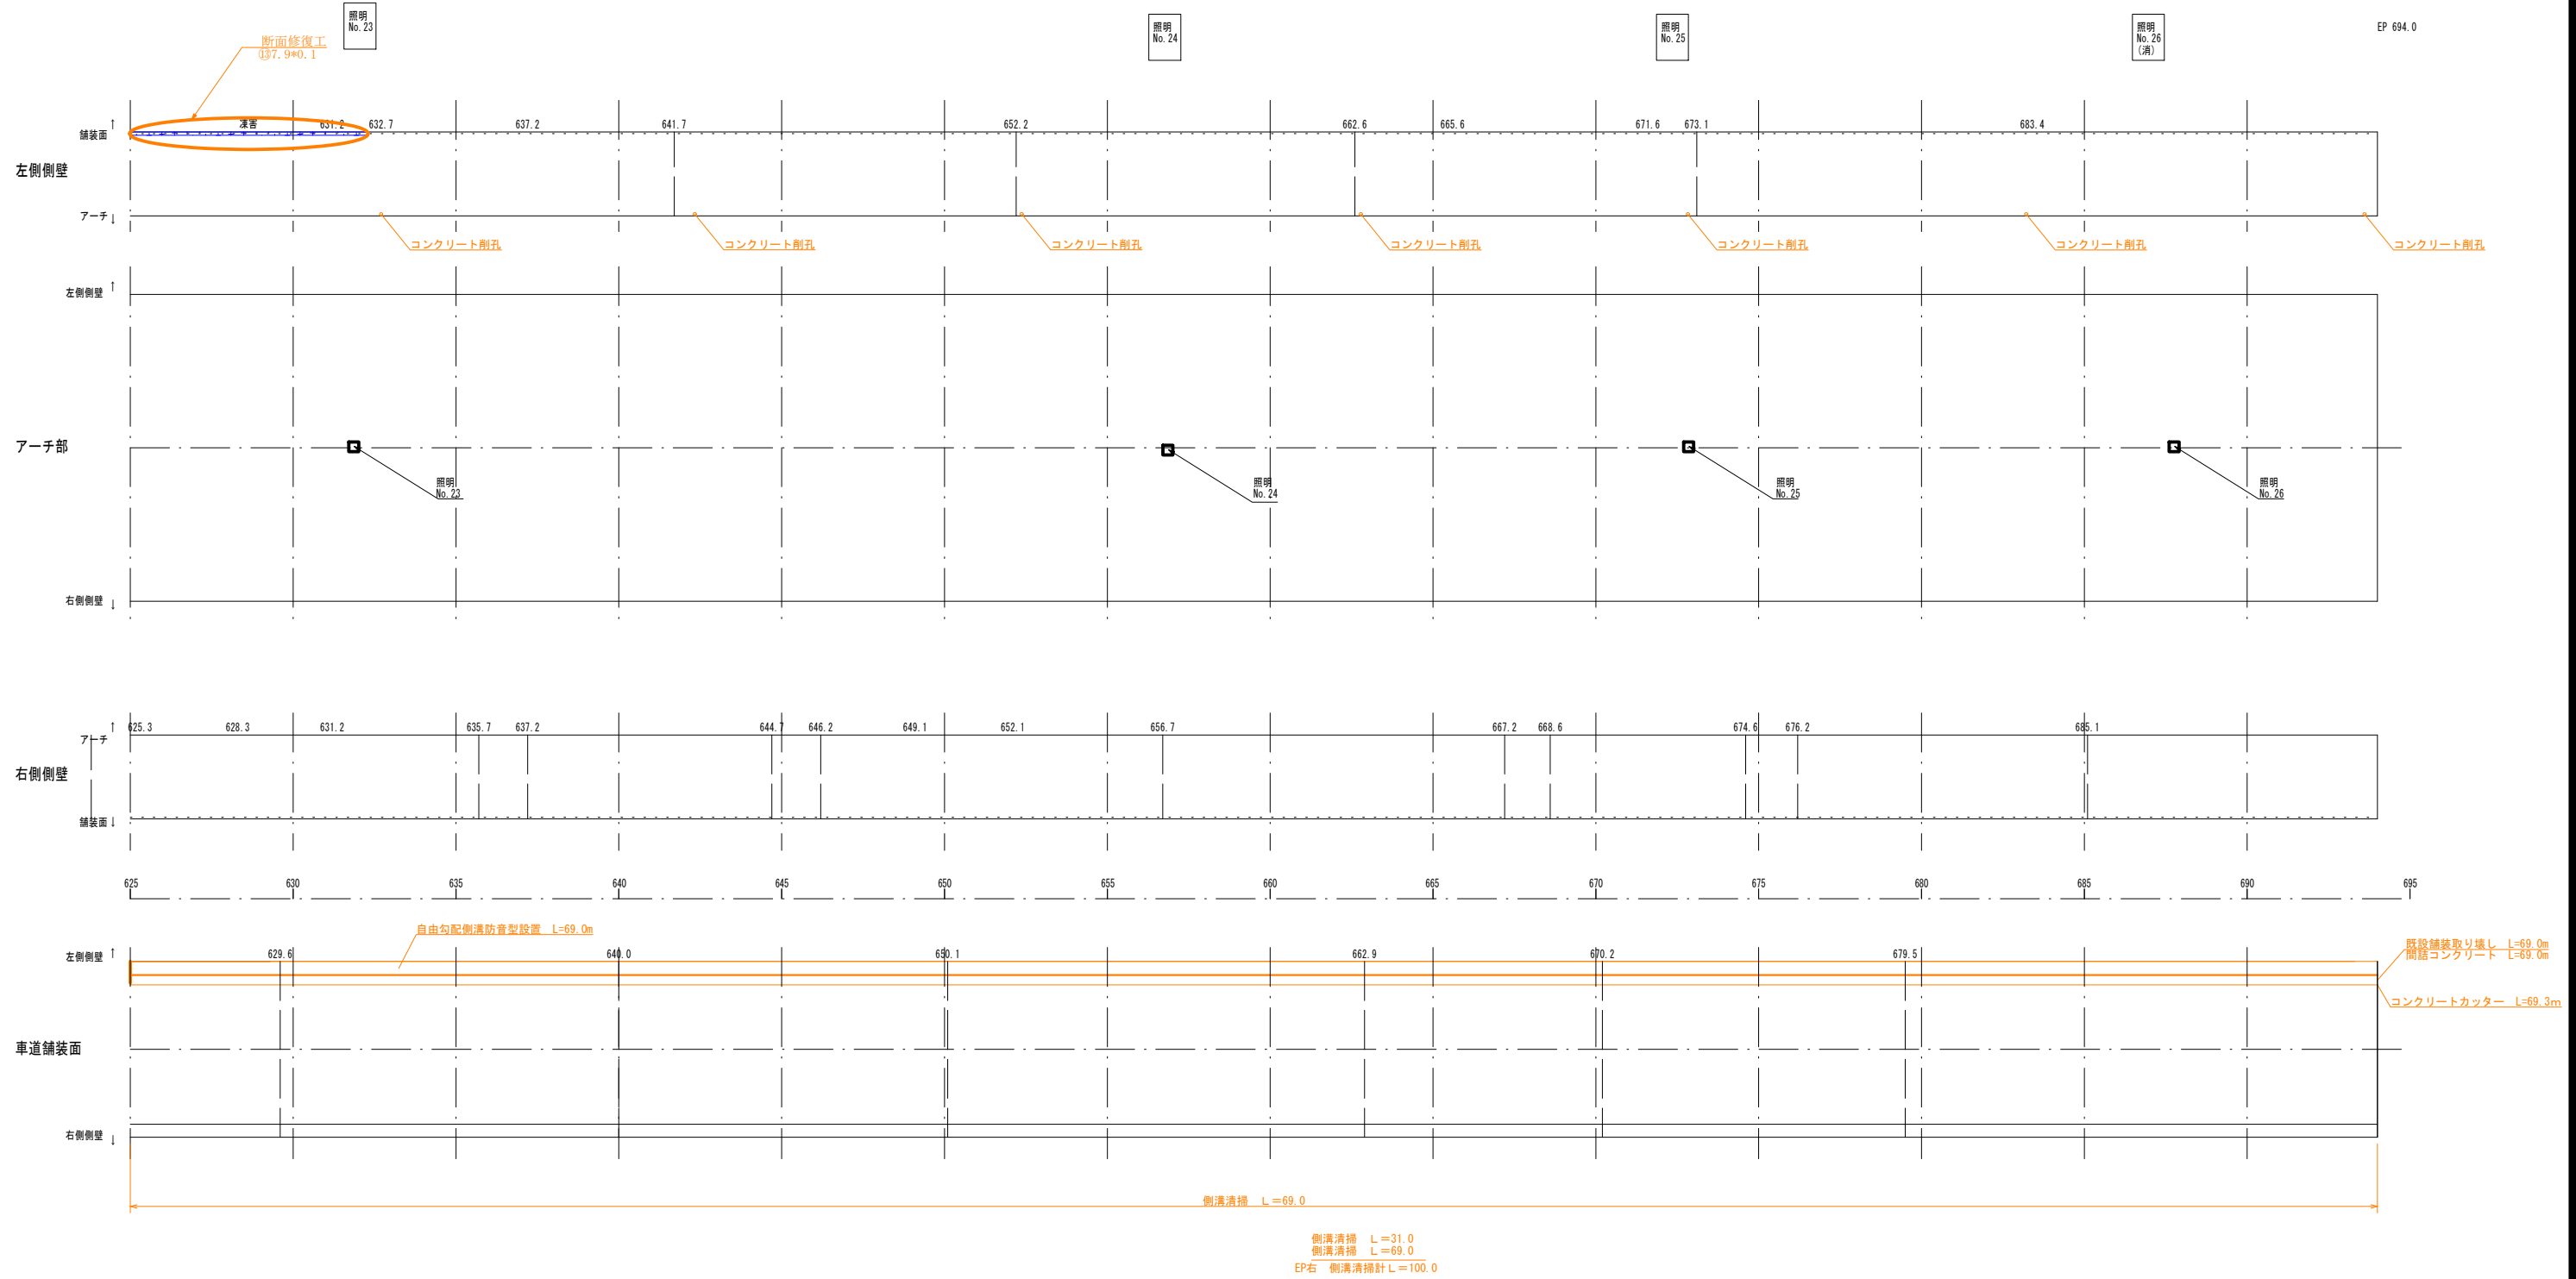 照明
No.23
照明
No.24
照明
No.25
照明
No.26
(消)
EP 694.0
断面修復工
7.9*0.1
舗装面 ↑
凍害
631.2
632.7
637.2
641.7
652.2
662.6
665.6
671.6
673.1
683.4
左側側壁
アーチ ↓
コンクリート削孔
コンクリート削孔
コンクリート削孔
コンクリート削孔
コンクリート削孔
コンクリート削孔
コンクリート削孔
左側側壁 ↑
アーチ部
照明
No.23
照明
No.24
照明
No.25
照明
No.26
右側側壁 ↓
アーチ ↑
625.3
628.3
631.2
635.7
637.2
644.7
646.2
649.1
652.1
656.7
667.2
668.6
674.6
676.2
685.1
右側側壁
舗装面 ↓
625
630
635
640
645
650
655
660
665
670
675
680
685
690
695
自由勾配側溝防音型設置 L=69.0m
左側側壁 ↑
629.6
640.0
650.1
662.9
670.2
679.5
既設舗装取り壊し L=69.0m
間詰コンクリート L=69.0m
コンクリートカッター L=69.3m
車道舗装面
右側側壁 ↓
側溝清掃 L=69.0
側溝清掃 L=31.0
側溝清掃 L=69.0
EP右 側溝清掃計L=100.0